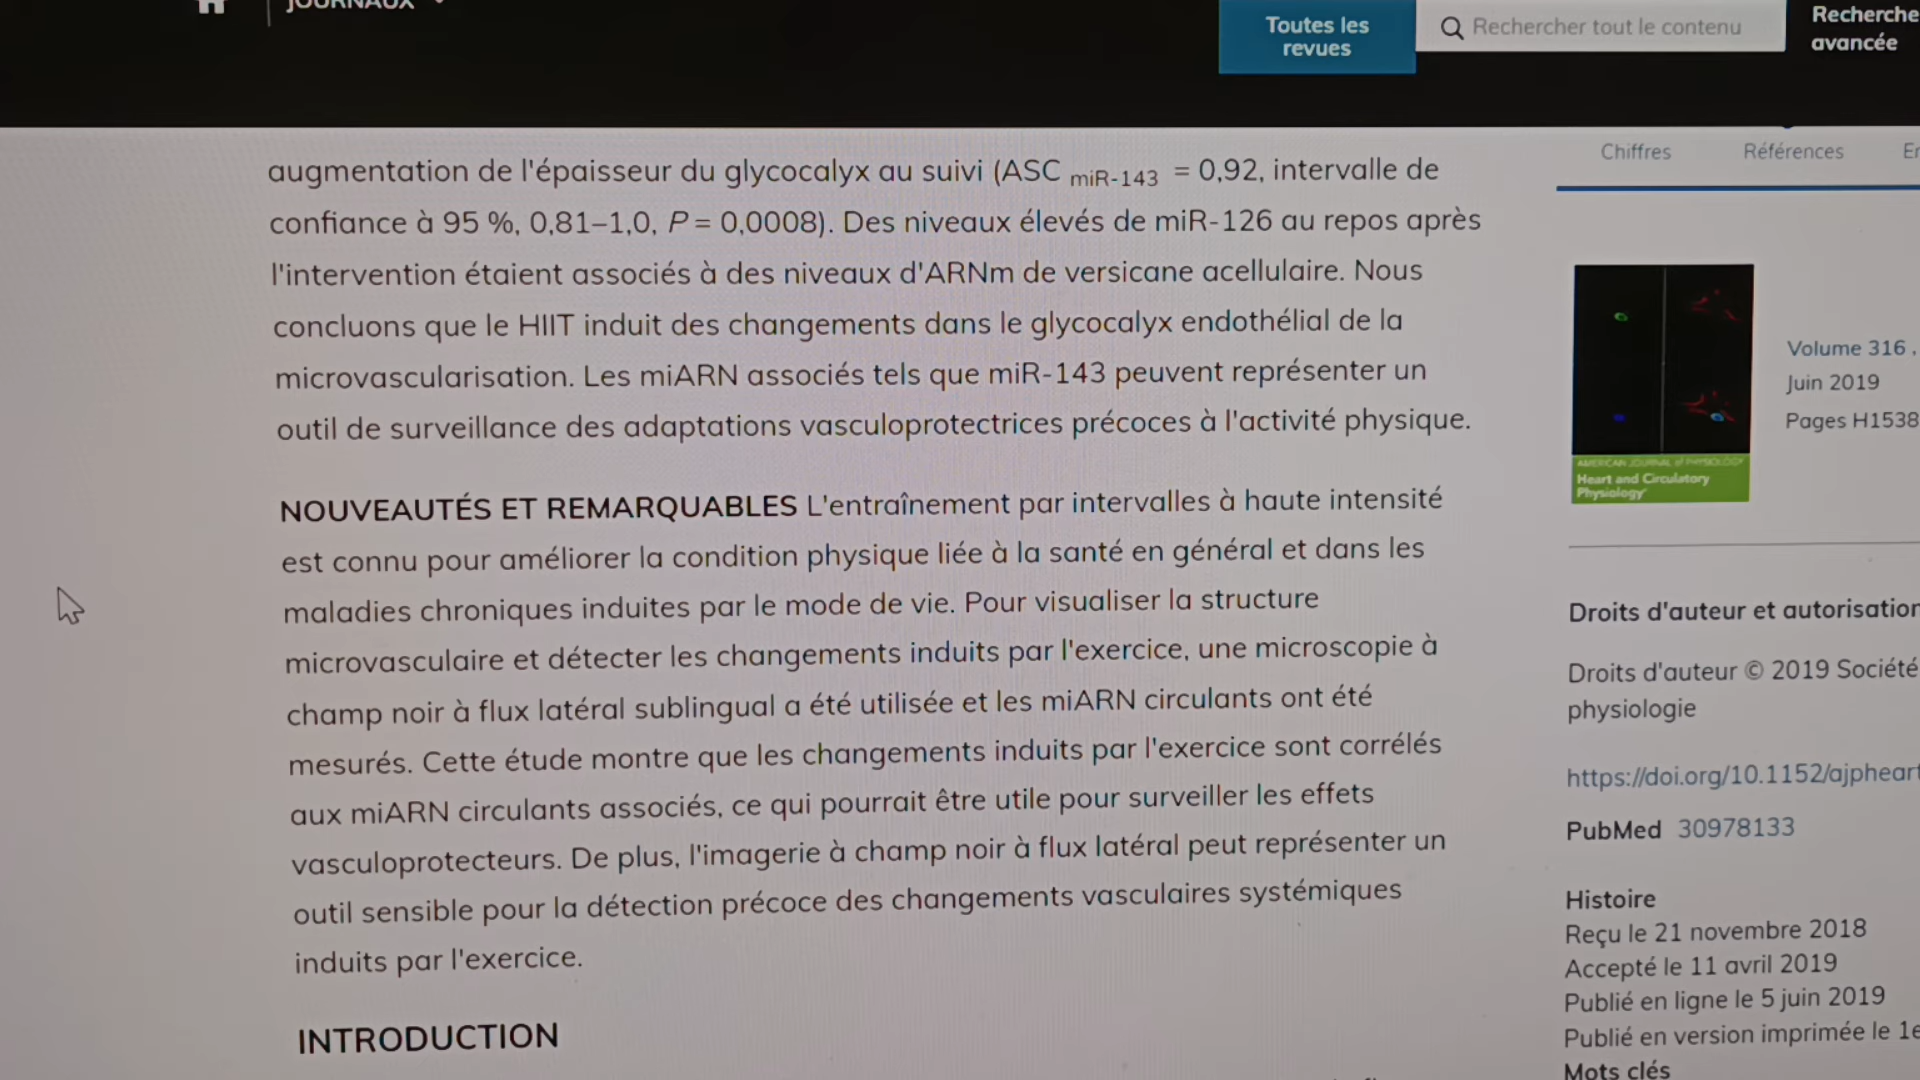 JOURNAUX
Toutes les
revues
Rechercher tout le contenu
Recherche
avancée
augmentation de l'épaisseur du glycocalyx au suivi (ASC miR-143 = 0,92, intervalle de
confiance à 95 %, 0,81–1,0, P = 0,0008). Des niveaux élevés de miR-126 au repos après
l'intervention étaient associés à des niveaux d'ARNm de versicane acellulaire. Nous
concluons que le HIIT induit des changements dans le glycocalyx endothélial de la
microvascularisation. Les miARN associés tels que miR-143 peuvent représenter un
outil de surveillance des adaptations vasculoprotectrices précoces à l'activité physique.
NOUVEAUTÉS ET REMARQUABLES L'entraînement par intervalles à haute intensité
est connu pour améliorer la condition physique liée à la santé en général et dans les
maladies chroniques induites par le mode de vie. Pour visualiser la structure
microvasculaire et détecter les changements induits par l'exercice, une microscopie à
champ noir à flux latéral sublingual a été utilisée et les miARN circulants ont été
mesurés. Cette étude montre que les changements induits par l'exercice sont corrélés
aux miARN circulants associés, ce qui pourrait être utile pour surveiller les effets
vasculoprotecteurs. De plus, l'imagerie à champ noir à flux latéral peut représenter un
outil sensible pour la détection précoce des changements vasculaires systémiques
induits par l'exercice.
INTRODUCTION
Chiffres
Références
AMERICAN JOURNAL of PHYSIOLOGY
Heart and Circulatory
Physiology
Volume 316 ,
Juin 2019
Pages H1538
Droits d'auteur et autorisation
Droits d'auteur © 2019 Société
physiologie
https://doi.org/10.1152/ajpheart
PubMed 30978133
Histoire
Reçu le 21 novembre 2018
Accepté le 11 avril 2019
Publié en ligne le 5 juin 2019
Publié en version imprimée le 1e
Mots clés